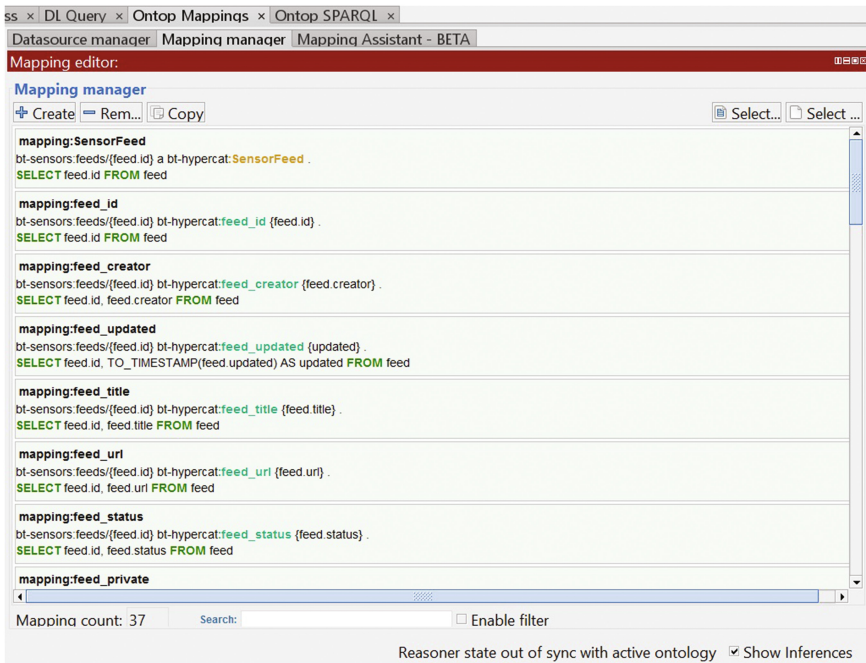 ss × DL Query × Ontop Mappings × Ontop SPARQL ×
Datasource manager Mapping manager Mapping Assistant - BETA
Mapping editor:
Mapping manager
Create Rem... Copy Select... Select ...
mapping:SensorFeed
bt-sensors:feeds/{feed.id} a bt-hypercat:SensorFeed .
SELECT feed.id FROM feed
mapping:feed_id
bt-sensors:feeds/{feed.id} bt-hypercat:feed_id {feed.id} .
SELECT feed.id FROM feed
mapping:feed_creator
bt-sensors:feeds/{feed.id} bt-hypercat:feed_creator {feed.creator} .
SELECT feed.id, feed.creator FROM feed
mapping:feed_updated
bt-sensors:feeds/{feed.id} bt-hypercat:feed_updated {updated} .
SELECT feed.id, TO_TIMESTAMP(feed.updated) AS updated FROM feed
mapping:feed_title
bt-sensors:feeds/{feed.id} bt-hypercat:feed_title {feed.title} .
SELECT feed.id, feed.title FROM feed
mapping:feed_url
bt-sensors:feeds/{feed.id} bt-hypercat:feed_url {feed.url} .
SELECT feed.id, feed.url FROM feed
mapping:feed_status
bt-sensors:feeds/{feed.id} bt-hypercat:feed_status {feed.status} .
SELECT feed.id, feed.status FROM feed
mapping:feed_private
Mapping count: 37 Search: Enable filter
Reasoner state out of sync with active ontology Show Inferences